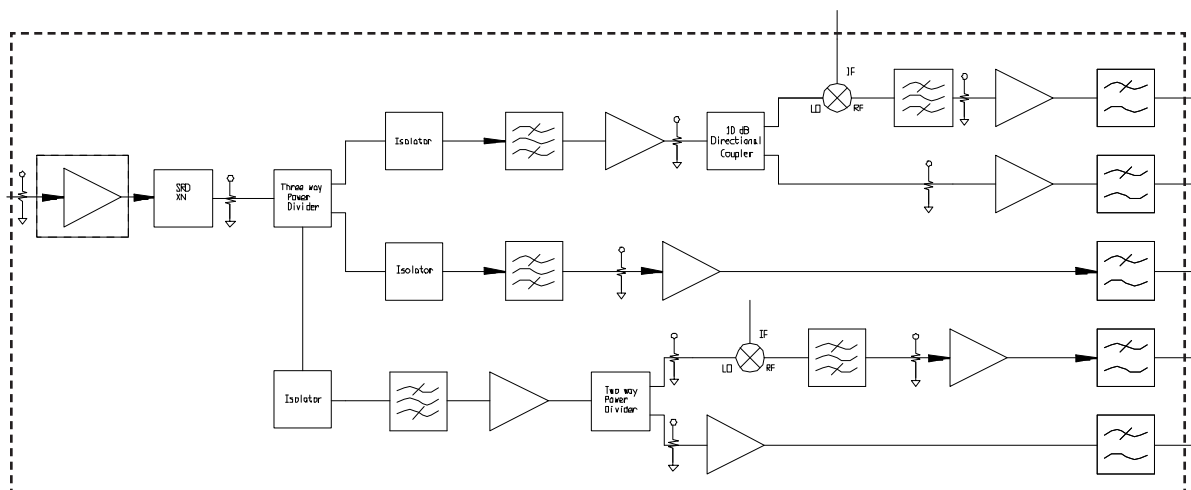 IF
LO
RF
10 dB
Directional
Coupler
Isolator
SRD
XN
Three way
Power
Divider
Isolator
IF
LO
RF
Isolator
Two way
Power
Divider